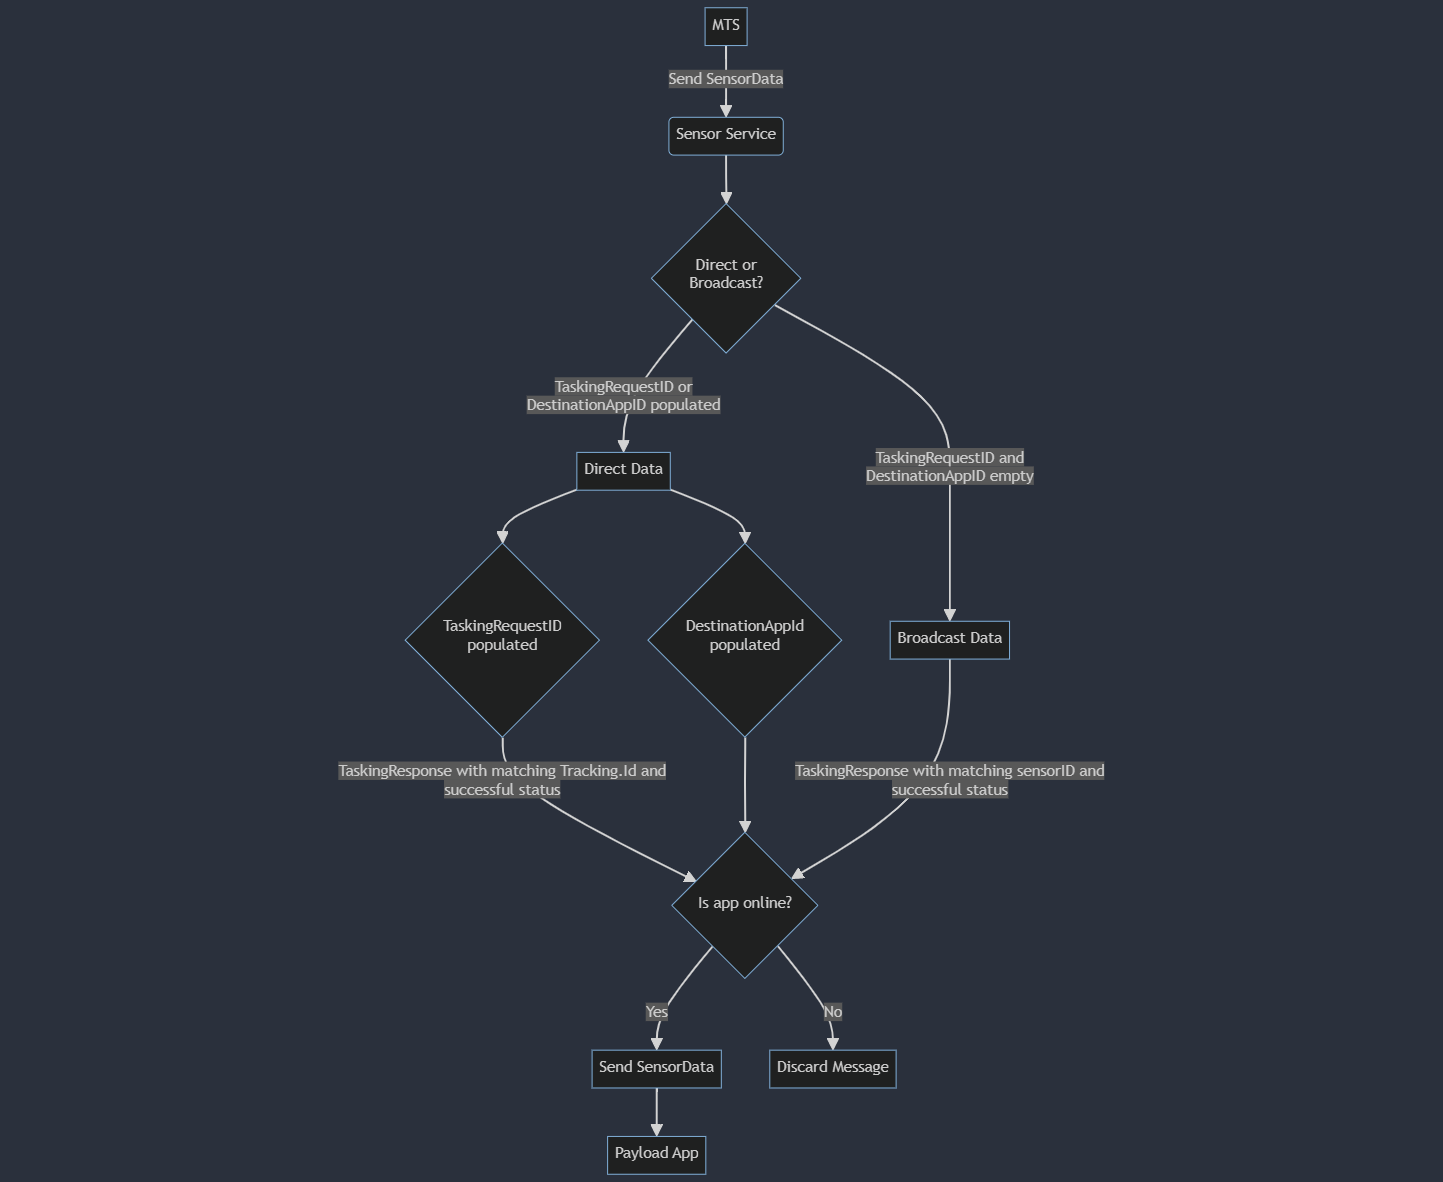 MTS
Send SensorData
Sensor Service
Direct or
Broadcast?
TaskingRequestID or
DestinationAppID populated
TaskingRequestID and
DestinationAppID empty
Direct Data
TaskingRequestID
populated
DestinationAppId
populated
Broadcast Data
TaskingResponse with matching Tracking.Id and
successful status
TaskingResponse with matching sensorID and
successful status
Is app online?
Yes
No
Send SensorData
Discard Message
Payload App